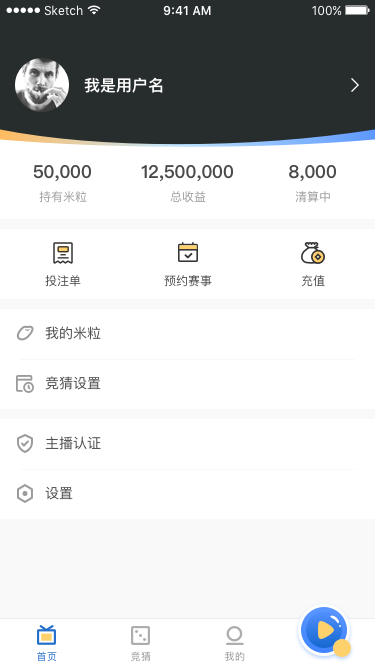 Sketch 9:41 AM 100%
我是用户名
50,000 12,500,000 8,000
持有米粒 总收益 清算中
投注单 预约赛事 充值
我的米粒
竞猜设置
主播认证
设置
首页 竞猜 我的